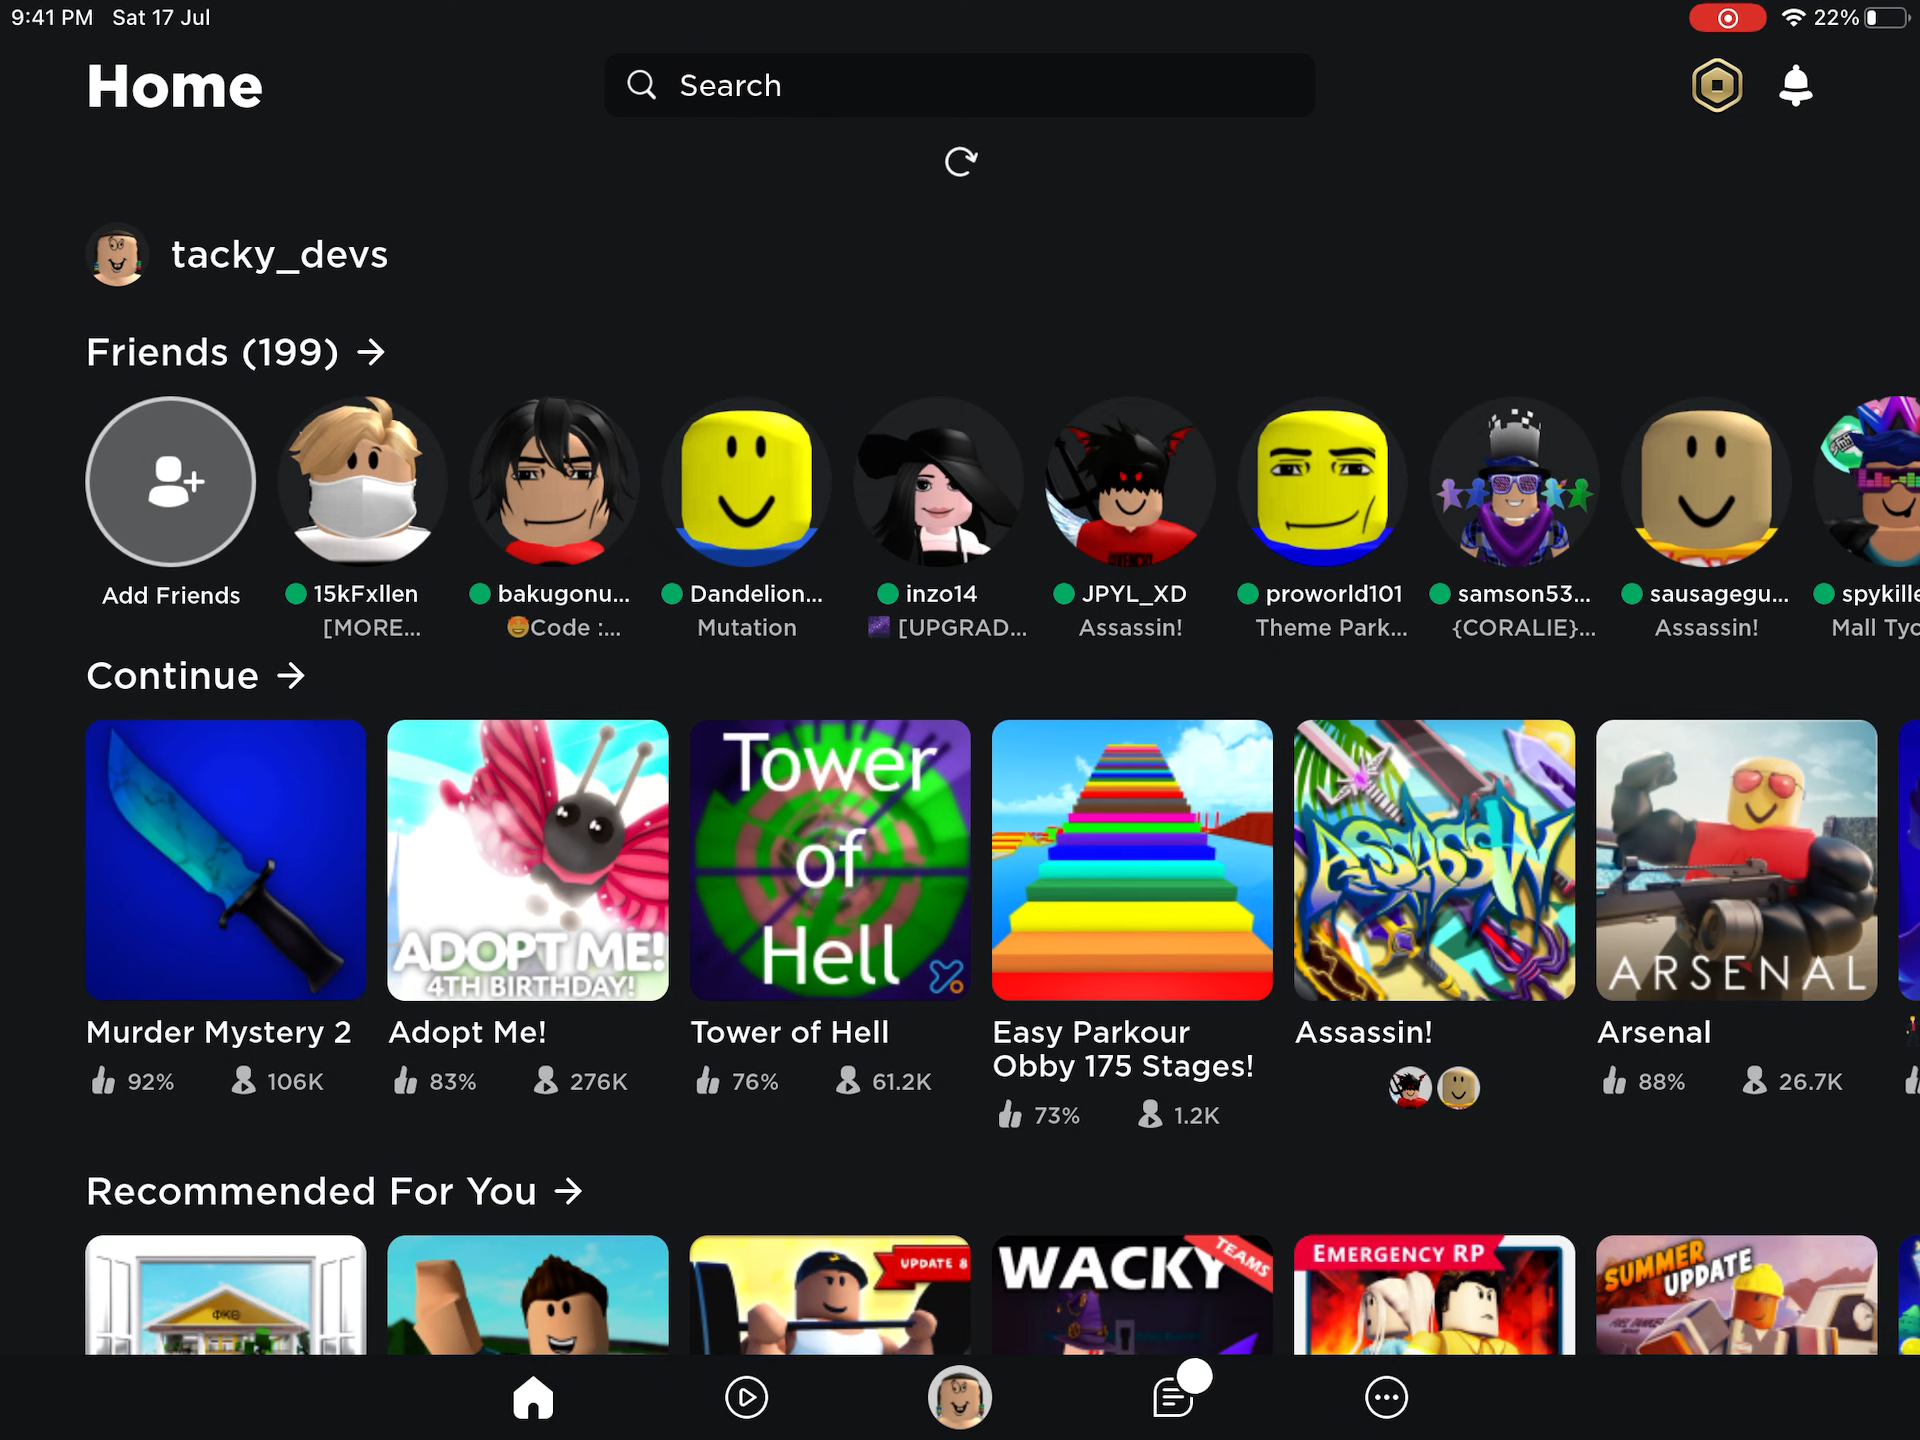 9:41 PM Sat 17 Jul
22%
Home
Search
tacky_devs
Friends (199)
Add Friends
15kFxllen
bakugonu...
Dandelion...
inzo14
JPYL_XD
proworld101
samson53...
sausagegu...
spykille
[MORE...
Code :...
Mutation
[UPGRAD...
Assassin!
Theme Park...
{CORALIE}...
Assassin!
Mall Tyc
Continue
ADOPT ME!
4TH BIRTHDAY!
Tower
of
Hell
ASSASSIN
ARSENAL
Murder Mystery 2
92% 106K
Adopt Me!
83% 276K
Tower of Hell
76% 61.2K
Easy Parkour
Obby 175 Stages!
73% 1.2K
Assassin!
Arsenal
88% 26.7K
Recommended For You
ΦΚΘ
UPDATE 8
WACKY
TEAMS
EMERGENCY RP
SUMMER
UPDATE